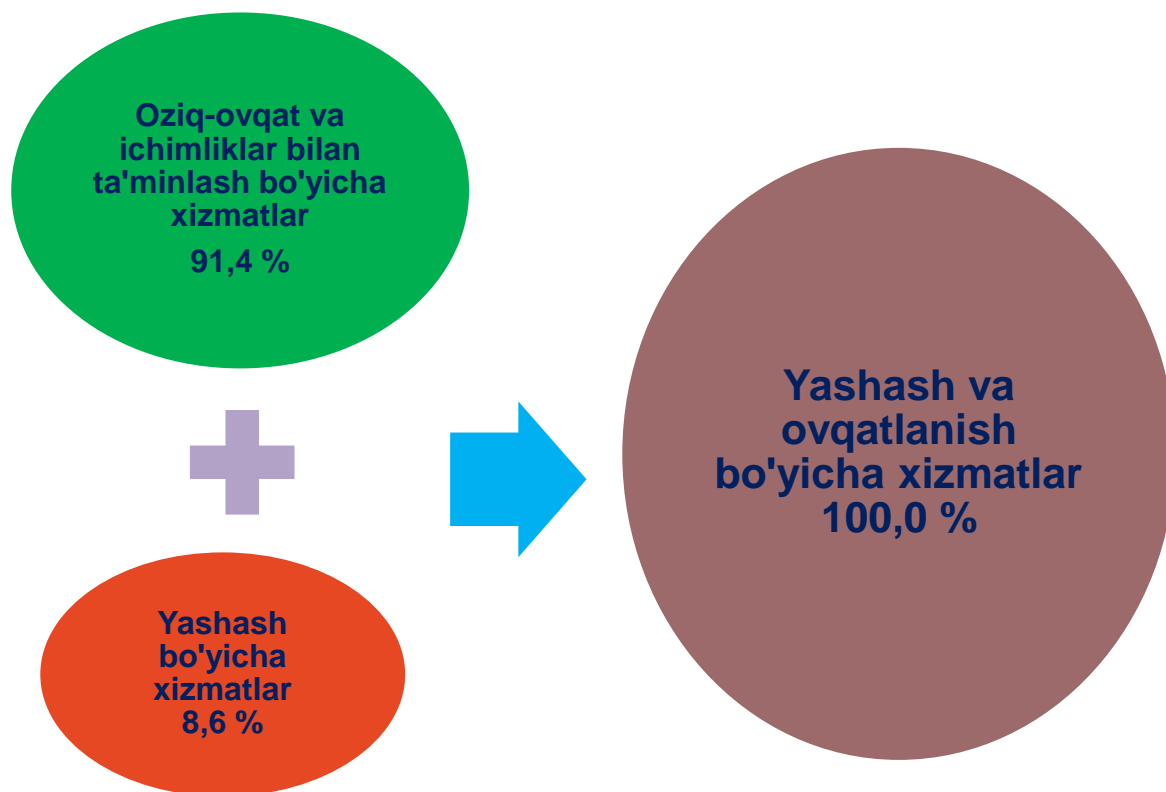 Oziq-ovqat va
ichimliklar bilan
ta'minlash bo'yicha
xizmatlar
91,4 %
Yashash
bo'yicha
xizmatlar
8,6 %
Yashash va
ovqatlanish
bo'yicha xizmatlar
100,0 %